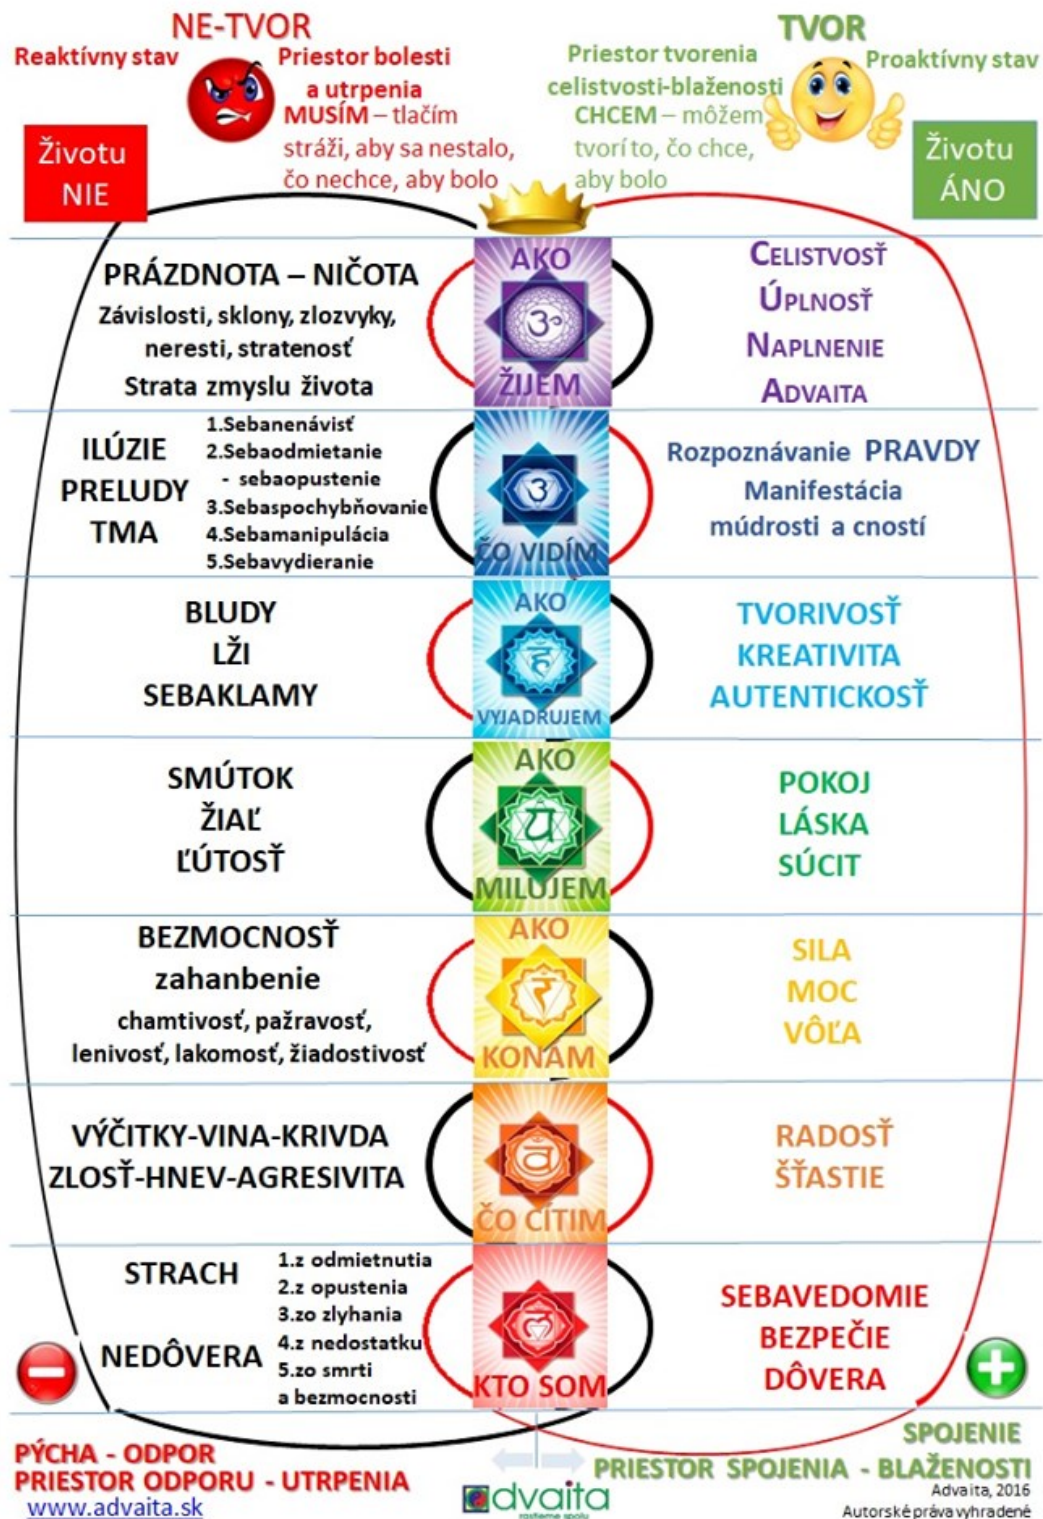 NE-TVOR
Reaktívny stav
Priestor bolesti
a utrpenia
MUSÍM – tlačím
stráži, aby sa nestalo,
čo nechce, aby bolo
Životu
NIE
TVOR
Priestor tvorenia
celistvosti-blaženosti
CHCEM – môžem
tvorí to, čo chce,
aby bolo
Proaktívny stav
Životu
ÁNO
PRÁZDNOTA – NIČOTA
Závislosti, sklony, zlozvyky,
neresti, stratenosť
Strata zmyslu života
AKO
ŽIJEM
CELISTVOSŤ
ÚPLNOSŤ
NAPLNENIE
ADVAITA
ILÚZIE
PRELUDY
TMA
1.Sebanenávisť
2.Sebaodmietanie
- sebaopustenie
3.Sebaspochybňovanie
4.Sebamanipulácia
5.Sebavydieranie
ČO VIDÍM
Rozpoznávanie PRAVDY
Manifestácia
múdrosti a cností
BLUDY
LŽI
SEBAKLAMY
AKO
VYJADRUJEM
TVORIVOSŤ
KREATIVITA
AUTENTICKOSŤ
SMÚTOK
ŽIAĽ
ĽÚTOSŤ
AKO
MILUJEM
POKOJ
LÁSKA
SÚCIT
BEZMOCNOSŤ
zahanbenie
chamtivosť, pažravosť,
lenivosť, lakomosť, žiadostivosť
AKO
KONÁM
SILA
MOC
VÔĽA
VÝČITKY-VINA-KRIVDA
ZLOSŤ-HNEV-AGRESIVITA
ČO CÍTIM
RADOSŤ
ŠŤASTIE
STRACH
NEDÔVERA
1.z odmietnutia
2.z opustenia
3.zo zlyhania
4.z nedostatku
5.zo smrti
a bezmocnosti
KTO SOM
SEBAVEDOMIE
BEZPEČIE
DÔVERA
PÝCHA - ODPOR
PRIESTOR ODPORU - UTRPENIA
www.advaita.sk
advaita
rastieme spolu
SPOJENIE
PRIESTOR SPOJENIA - BLAŽENOSTI
Advaita, 2016
Autorské práva vyhradené